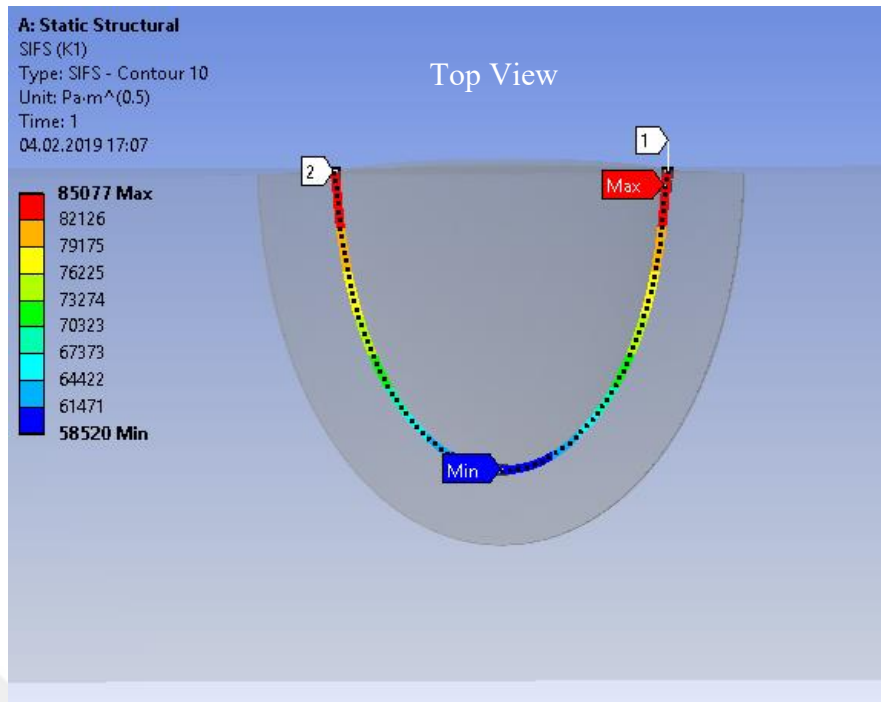 A: Static Structural
SIFS (K1)
Type: SIFS - Contour 10
Unit: Pa·m^(0.5)
Time: 1
04.02.2019 17:07
Top View
1
2
Max
85077 Max
82126
79175
76225
73274
70323
67373
64422
61471
58520 Min
Min